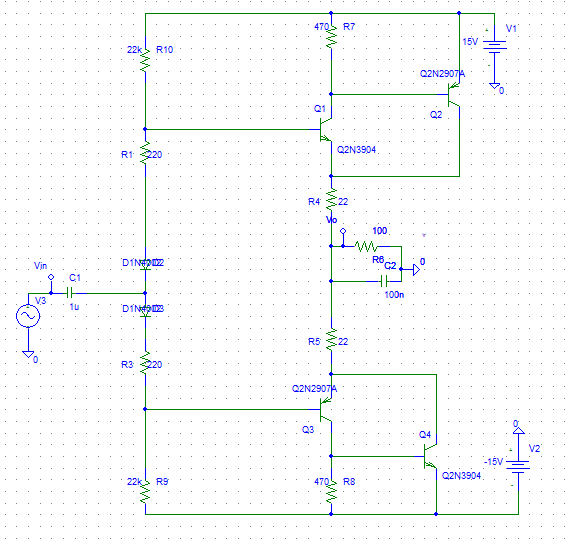 470 R7
V1
15V
22k R10
Q2N2907A
0
Q1
Q2
R1 220
Q2N3904
R4 22
Vo
100
Vin
R6
0
C2
C1
V3
1u
100n
0
R5 22
R3 220
Q2N2907A
0
Q3
Q4
V2
-15V
22k R9
470 R8
Q2N3904